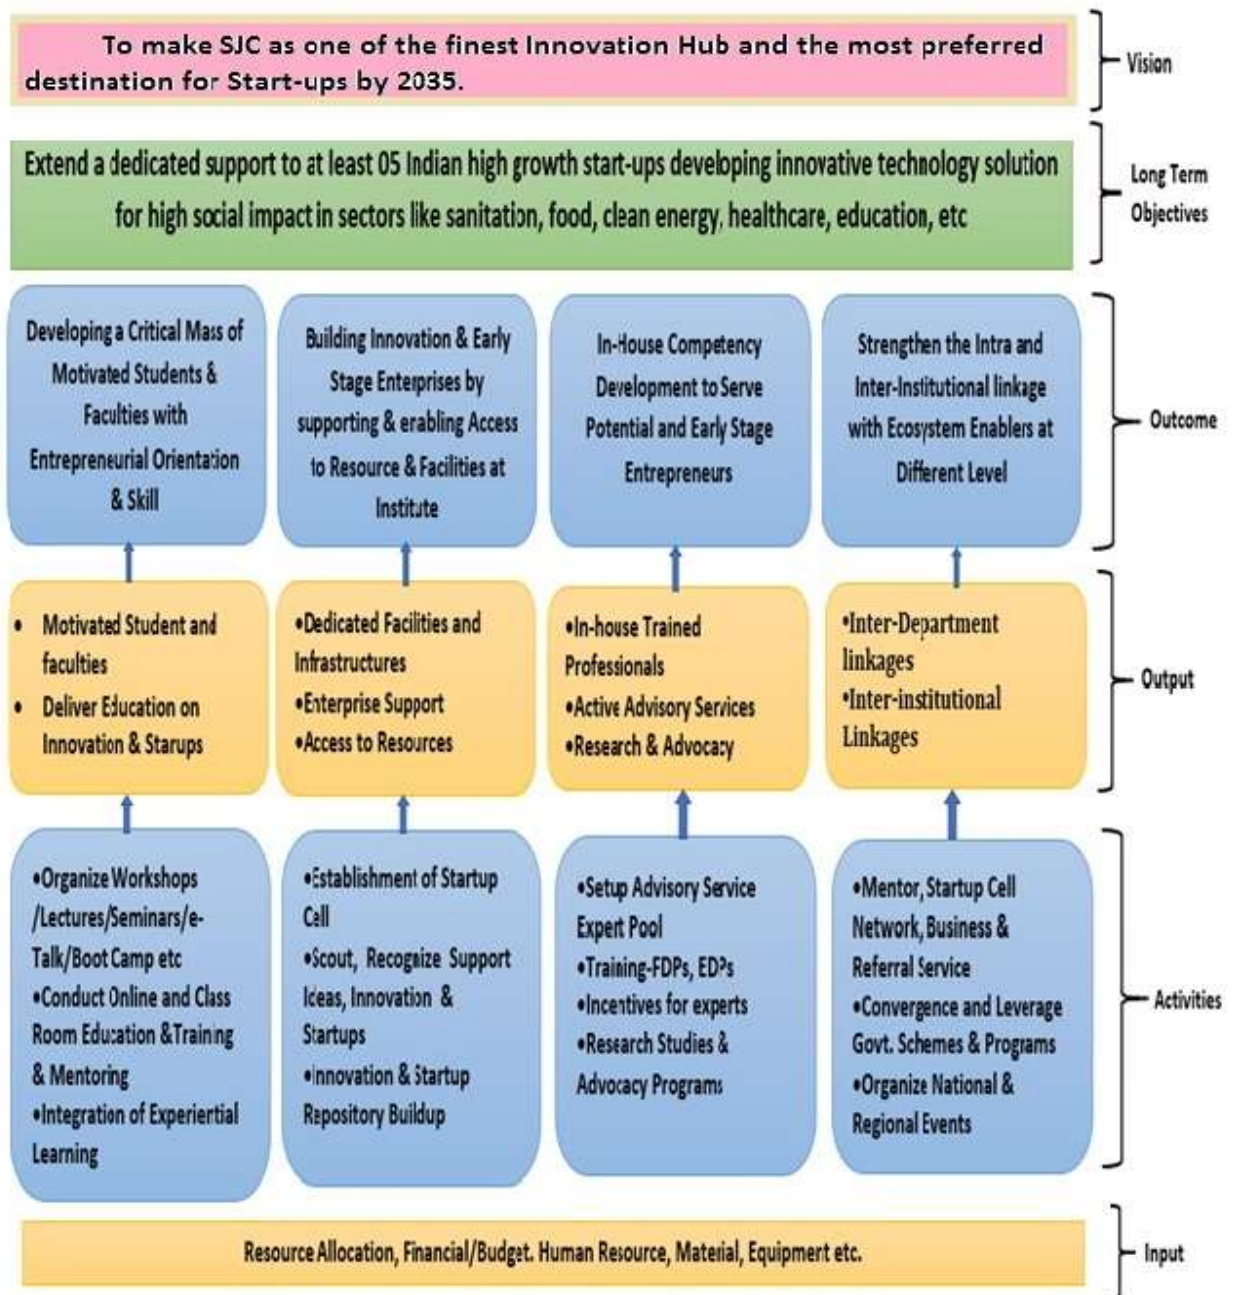 To make SJC as one of the finest Innovation Hub and the most preferred
destination for Start-ups by 2035.
Vision
Extend a dedicated support to at least 05 Indian high growth start-ups developing innovative technology solution
for high social impact in sectors like sanitation, food, clean energy, healthcare, education, etc
Long Term
Objectives
Developing a Critical Mass of
Motivated Students &
Faculties with
Entrepreneurial Orientation
& Skill
Building Innovation & Early
Stage Enterprises by
supporting & enabling Access
to Resource & Facilities at
Institute
In-House Competency
Development to Serve
Potential and Early Stage
Entrepreneurs
Strengthen the Intra and
Inter-Institutional linkage
with Ecosystem Enablers at
Different Level
Outcome
• Motivated Student and
faculties
• Deliver Education on
Innovation & Starups
•Dedicated Facilities and
Infrastructures
•Enterprise Support
•Access to Resources
•In-house Trained
Professionals
•Active Advisory Services
•Research & Advocacy
•Inter-Department
linkages
•Inter-institutional
Linkages
Output
•Organize Workshops
/Lectures/Seminars/e-
Talk/Boot Camp etc
•Conduct Online and Class
Room Education &Training
& Mentoring
•Integration of Experiertial
Learning
•Establishment of Startup
Cell
•Scout, Recognize Support
Ideas, Innovation &
Startups
•Innovation & Startup
Repository Buildup
•Setup Advisory Service
Expert Pool
•Training-FDPs, EDPs
•Incentives for experts
•Research Studies &
Advocacy Programs
•Mentor, Startup Cell
Network, Business &
Referral Service
•Convergence and Leverage
Govt. Schemes & Programs
•Organize National &
Regional Events
Activities
Resource Allocation, Financial/Budget. Human Resource, Material, Equipment etc.
Input